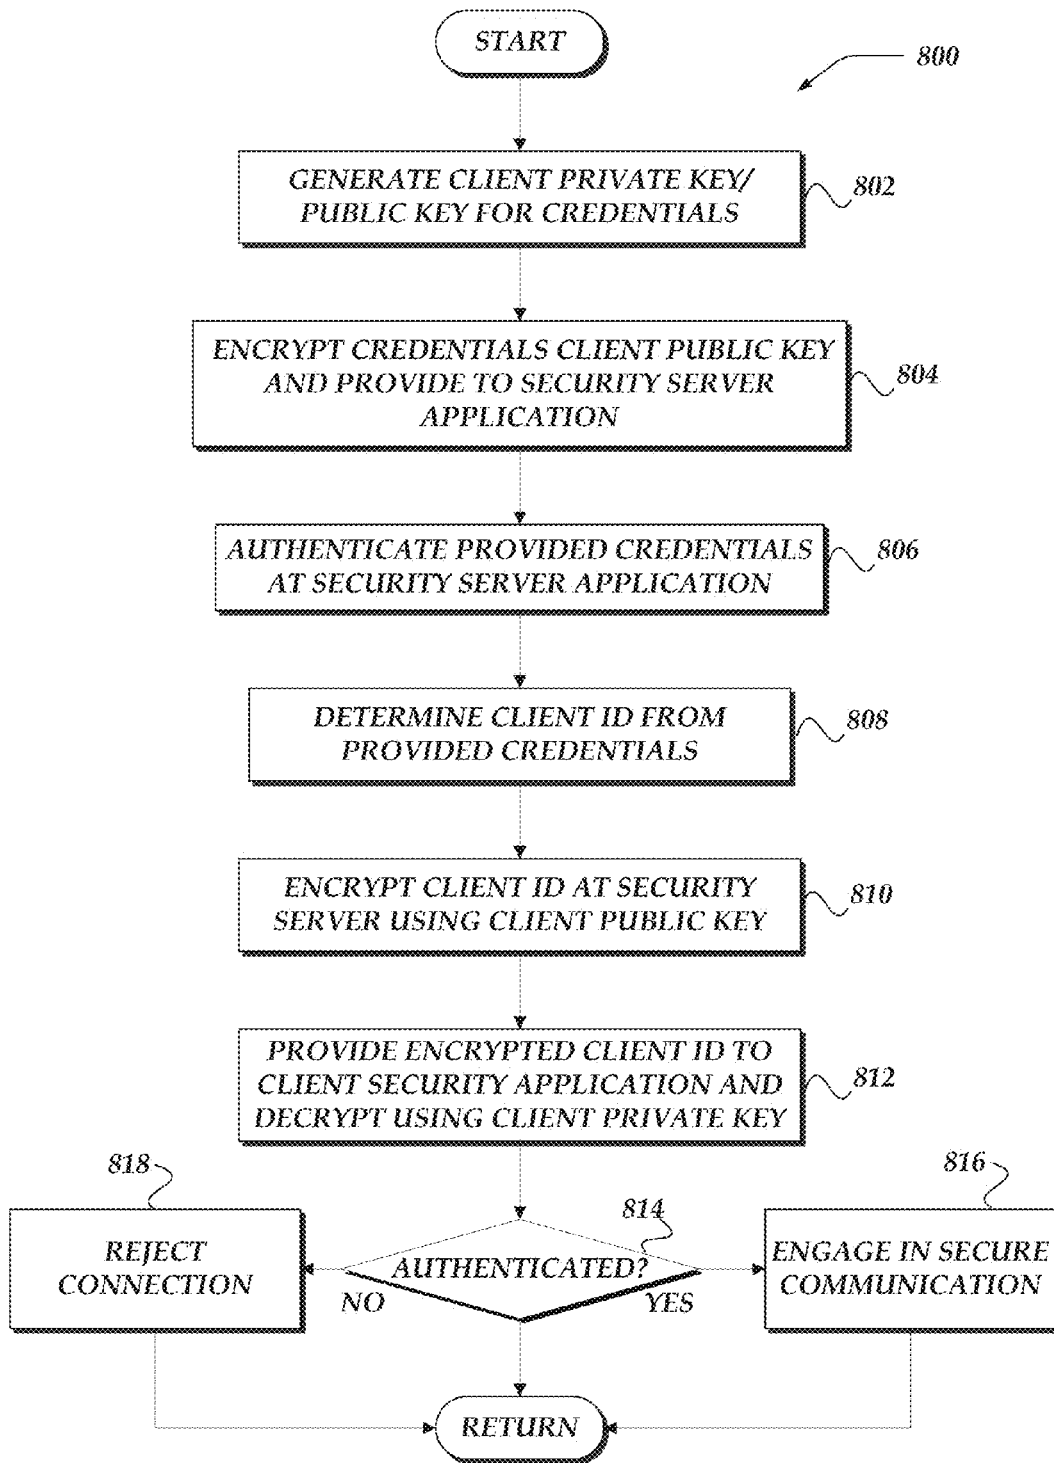 START
800
GENERATE CLIENT PRIVATE KEY/
PUBLIC KEY FOR CREDENTIALS
802
ENCRYPT CREDENTIALS CLIENT PUBLIC KEY
AND PROVIDE TO SECURITY SERVER
APPLICATION
804
AUTHENTICATE PROVIDED CREDENTIALS
AT SECURITY SERVER APPLICATION
806
DETERMINE CLIENT ID FROM
PROVIDED CREDENTIALS
808
ENCRYPT CLIENT ID AT SECURITY
SERVER USING CLIENT PUBLIC KEY
810
PROVIDE ENCRYPTED CLIENT ID TO
CLIENT SECURITY APPLICATION AND
DECRYPT USING CLIENT PRIVATE KEY
812
818
REJECT
CONNECTION
814
AUTHENTICATED?
NO
YES
816
ENGAGE IN SECURE
COMMUNICATION
RETURN